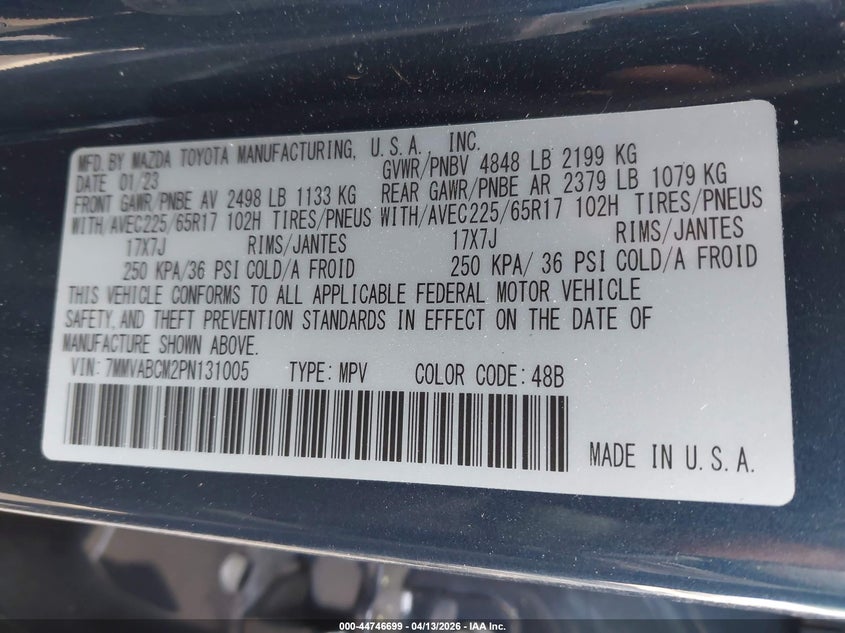 MFD. BY MAZDA TOYOTA MANUFACTURING, U.S.A., INC.
DATE 01/23 GVWR/PNBV 4848 LB 2199 KG
FRONT GAWR/PNBE AV 2498 LB 1133 KG REAR GAWR/PNBE AR 2379 LB 1079 KG
WITH/AVEC225/65R17 102H TIRES/PNEUS WITH/AVEC225/65R17 102H TIRES/PNEUS
17X7J RIMS/JANTES 17X7J RIMS/JANTES
250 KPA/36 PSI COLD/A FROID 250 KPA/ 36 PSI COLD/A FROID
THIS VEHICLE CONFORMS TO ALL APPLICABLE FEDERAL MOTOR VEHICLE
SAFETY, AND THEFT PREVENTION STANDARDS IN EFFECT ON THE DATE OF
MANUFACTURE SHOWN ABOVE.
VIN: 7MMVABCM2PN131005 TYPE: MPV COLOR CODE: 48B
MADE IN U.S.A.
000-44746699 - 04/13/2026 - IAA Inc.